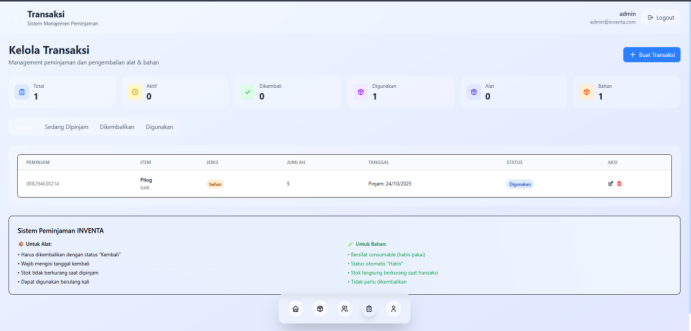 Transaksi
Sistem Manajemen Peminjaman
admin
admin@inventa.com
Logout
Kelola Transaksi
Management peminjaman dan pengembalian alat & bahan
+ Buat Transaksi
Total
1
Aktif
0
Dikembali
0
Digunakan
1
Alat
0
Bahan
1
Sedang Dipinjam Dikembalikan Digunakan
PEMINJAM ITEM JENIS JUMLAH TANGGAL STATUS AKSI
Pilog
baik
bahan 5 Pinjam: 24/10/2025 Digunakan
Sistem Peminjaman INVENTA
Untuk Alat:
• Harus dikembalikan dengan status "Kembali"
• Wajib mengisi tanggal kembali
• Stok tidak berkurang saat dipinjam
• Dapat digunakan berulang kali
Untuk Bahan:
• Bersifat consumable (habis pakai)
• Status otomatis "Habis"
• Stok langsung berkurang saat transaksi
• Tidak perlu dikembalikan